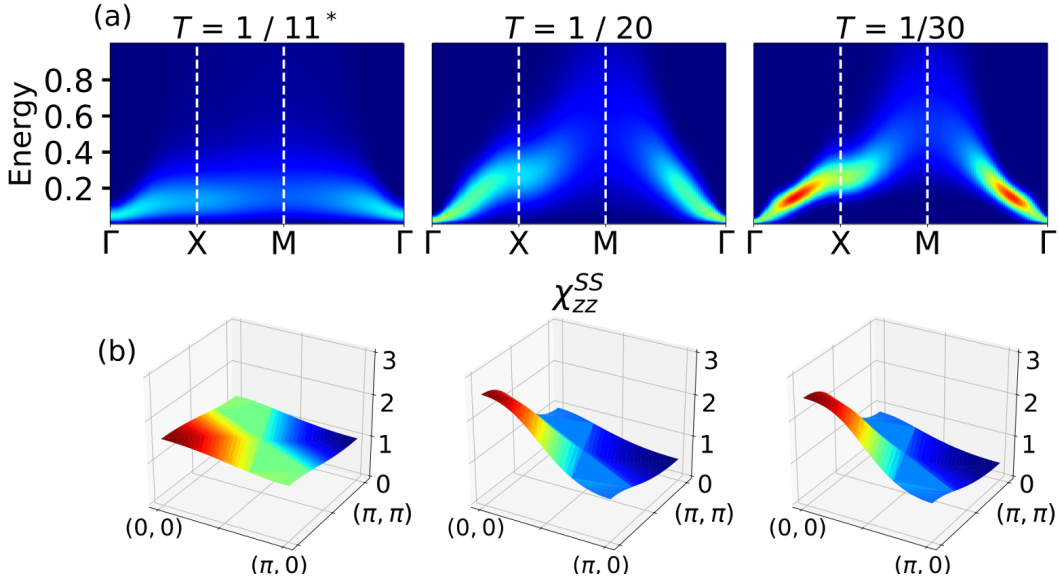 (a)
T = 1 / 11* T = 1 / 20 T = 1/30
Energy
0.8
0.6
0.4
0.2
Γ X M Γ Γ X M Γ Γ X M Γ
χ_{zz}^{SS}
(b)
3 3 3
2 2 2
1 1 1
0 0 0
(0, 0) (π, π) (0, 0) (π, π) (0, 0) (π, π)
(π, 0) (π, 0) (π, 0)